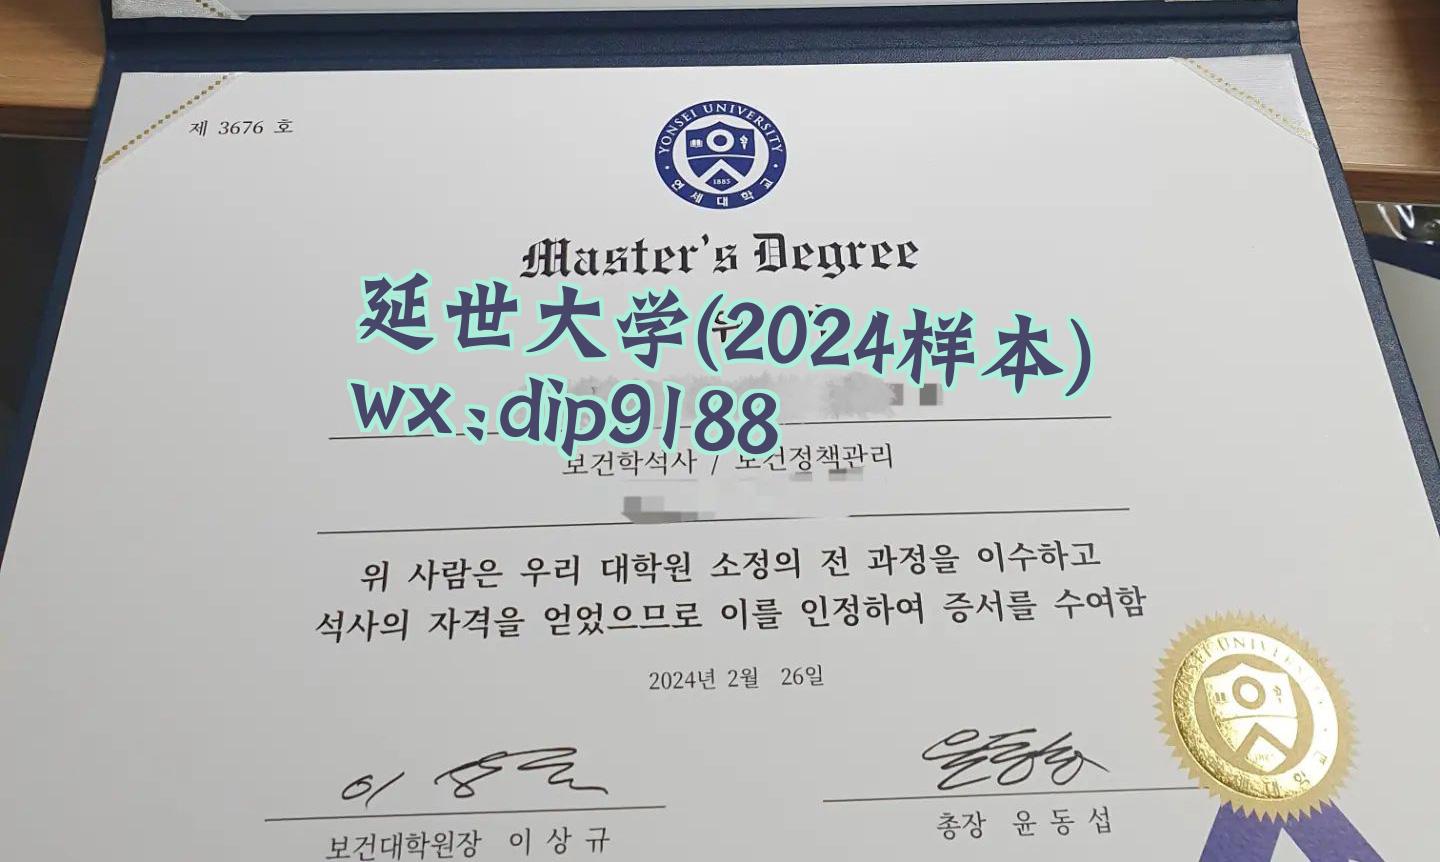 제 3676 호
YONSEI UNIVERSITY
1885
연세대학교
Master's Degree
延世大学(2024样本)
wx:dip9188
보건학석사 / 보건정책관리
위 사람은 우리 대학원 소정의 전 과정을 이수하고
석사의 자격을 얻었으므로 이를 인정하여 증서를 수여함
2024년 2월 26일
보건대학원장 이 상 규
총장 윤 동 섭